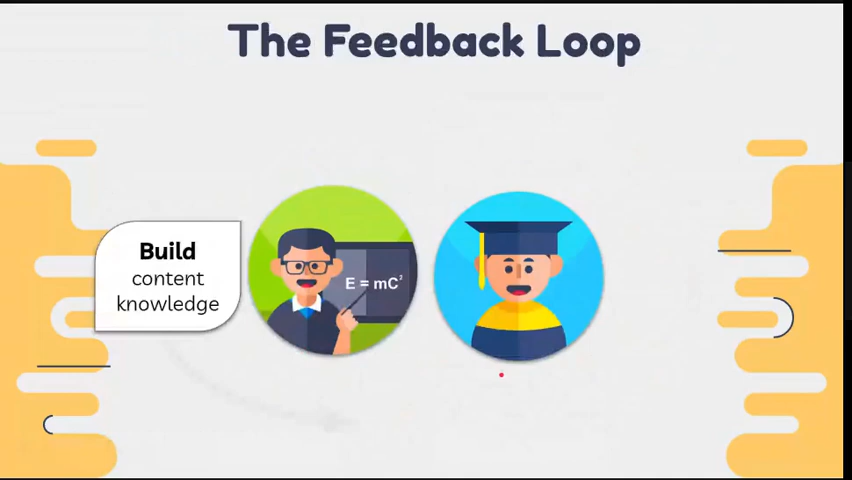 The Feedback Loop
Build
content
knowledge
E = mC²